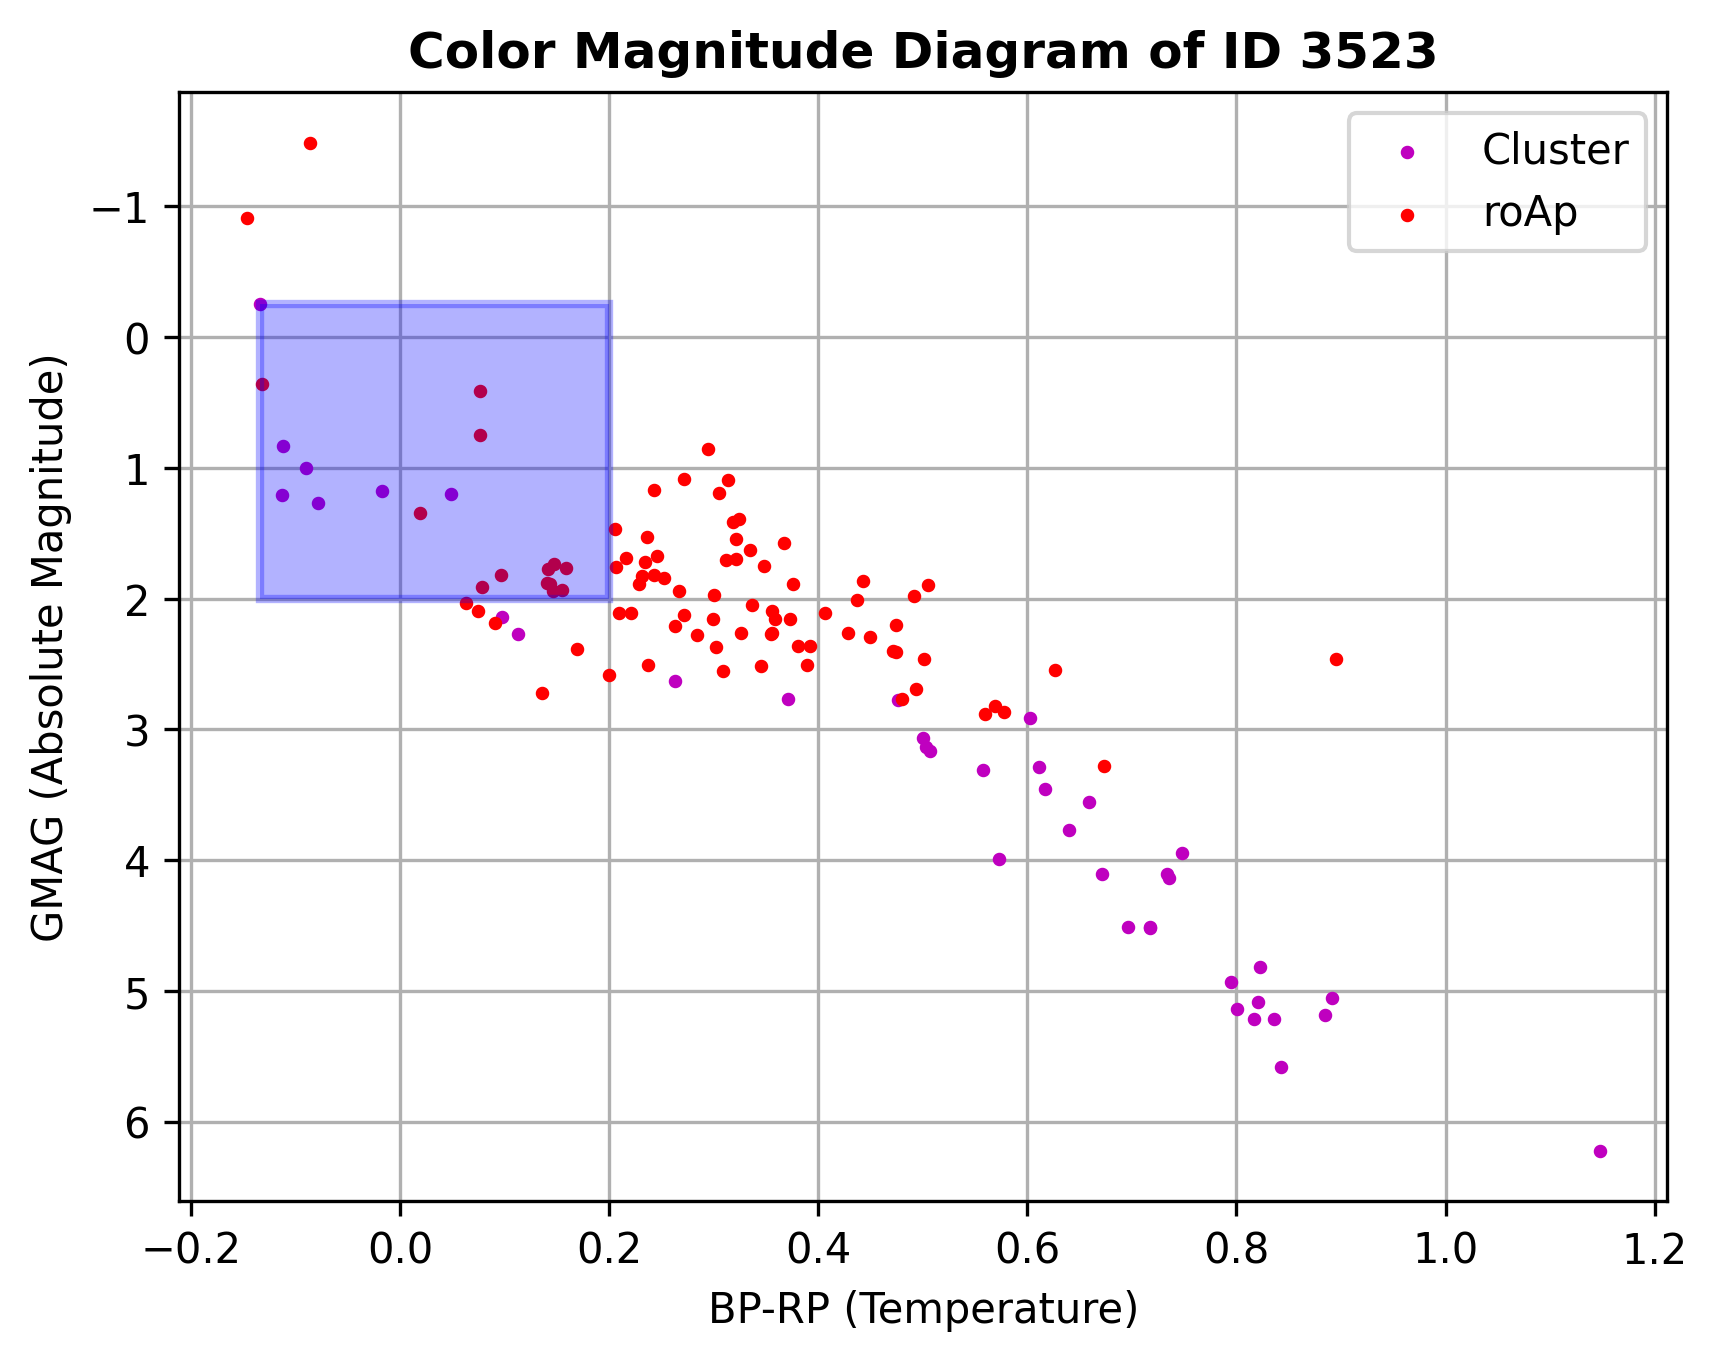 Color Magnitude Diagram of ID 3523
Cluster
roAp
GMAG (Absolute Magnitude)
−1
0
1
2
3
4
5
6
−0.2 0.0 0.2 0.4 0.6 0.8 1.0 1.2
BP-RP (Temperature)